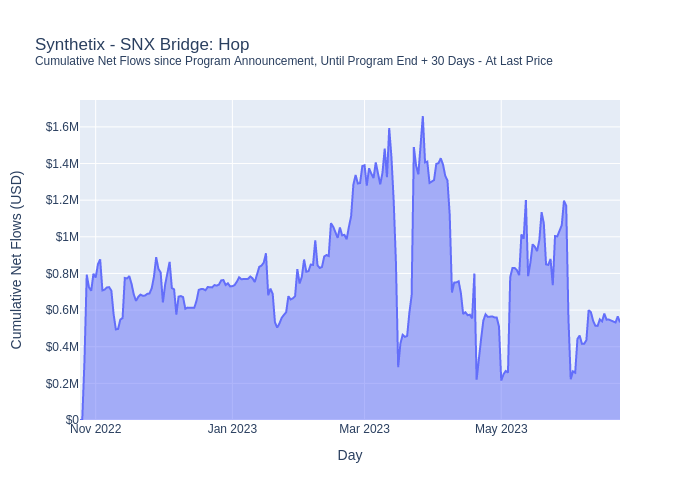 Synthetix - SNX Bridge: Hop
Cumulative Net Flows since Program Announcement, Until Program End + 30 Days - At Last Price
$1.6M
$1.4M
$1.2M
$1M
$0.8M
$0.6M
$0.4M
$0.2M
$0
Cumulative Net Flows (USD)
Nov 2022
Jan 2023
Mar 2023
May 2023
Day